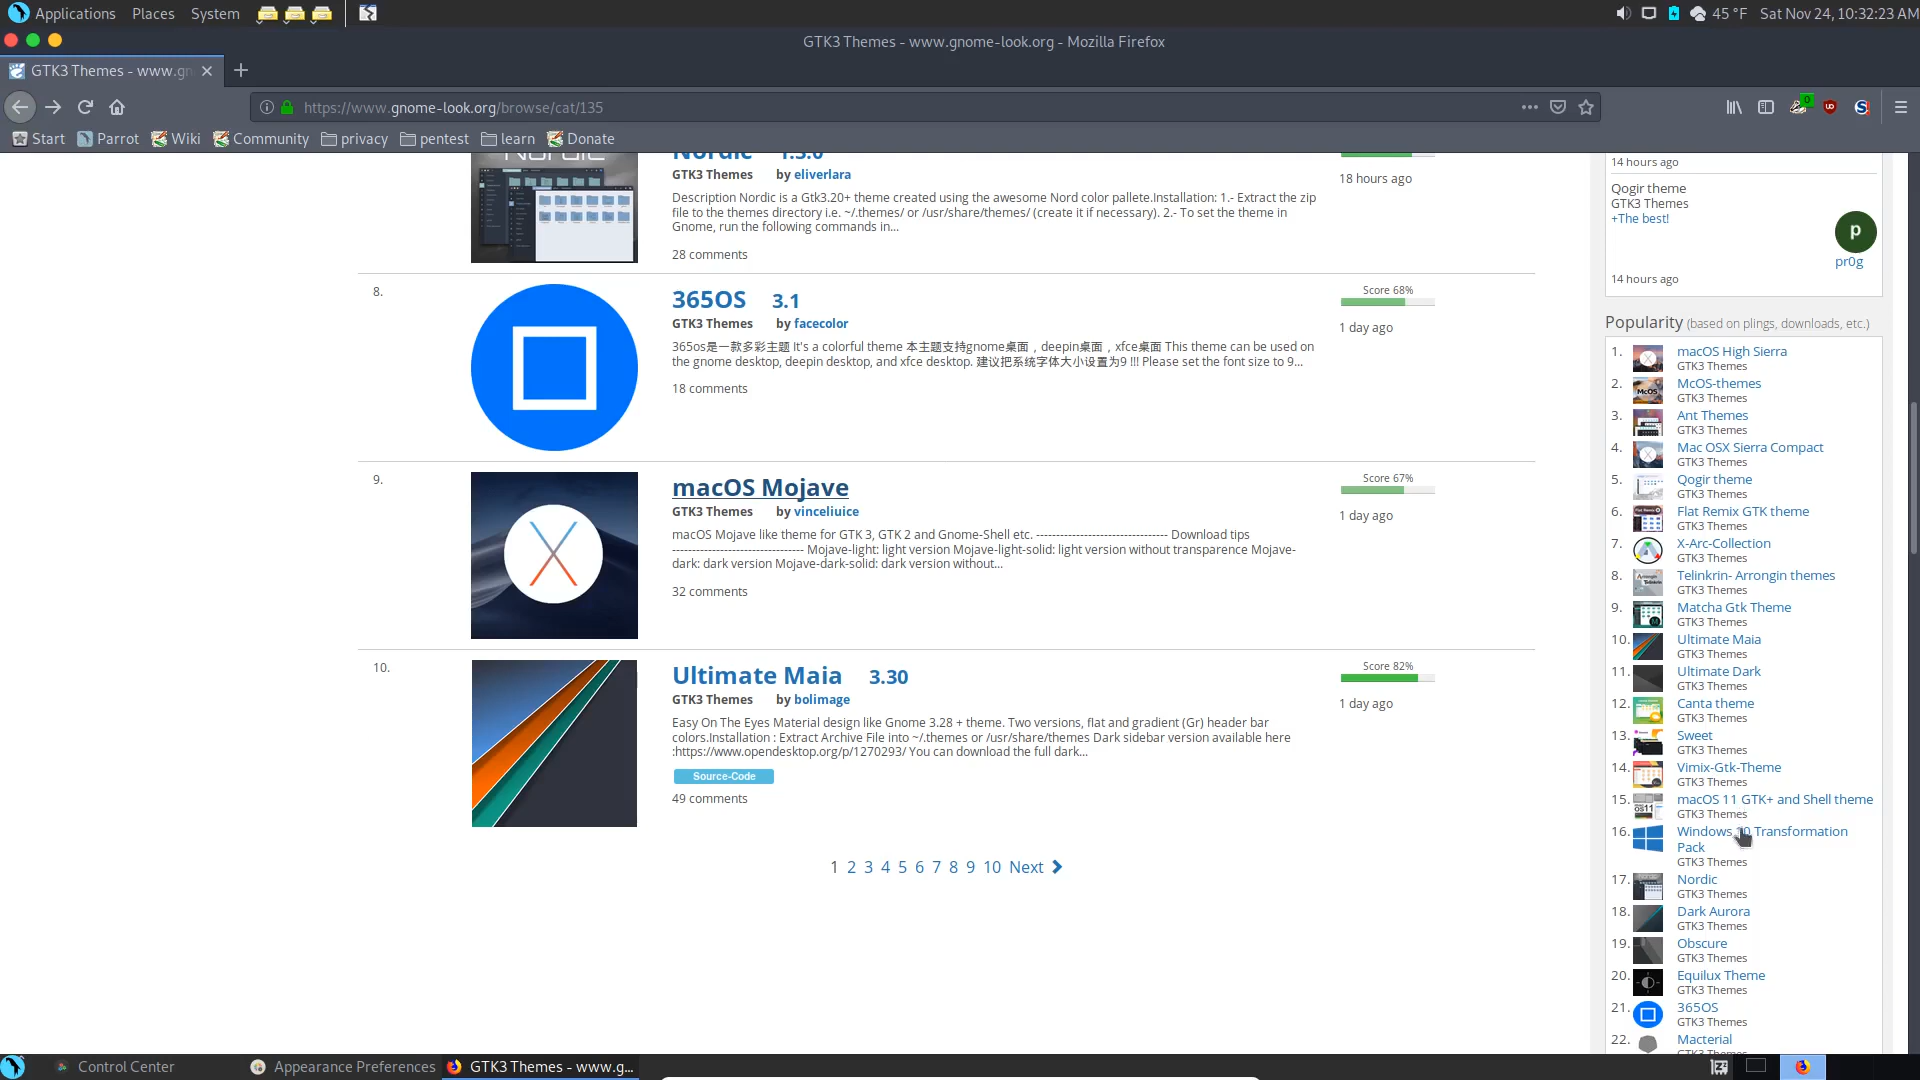 Applications Places System
45 °F Sat Nov 24, 10:32:23 AM
GTK3 Themes - www.gnome-look.org - Mozilla Firefox
GTK3 Themes - www.gn
https://www.gnome-look.org/browse/cat/135
0
Start Parrot Wiki Community privacy pentest learn Donate
Nordic 1.3.0
GTK3 Themes by eliverlara
18 hours ago
Description Nordic is a Gtk3.20+ theme created using the awesome Nord color pallete.Installation: 1.- Extract the zip
file to the themes directory i.e. ~/.themes/ or /usr/share/themes/ (create it if necessary). 2.- To set the theme in
Gnome, run the following commands in...
28 comments
8.
365OS 3.1
Score 68%
GTK3 Themes by facecolor
1 day ago
365os是一款多彩主题 It's a colorful theme 本主题支持gnome桌面，deepin桌面，xfce桌面 This theme can be used on
the gnome desktop, deepin desktop, and xfce desktop. 建议把系统字体大小设置为9 !!! Please set the font size to 9...
18 comments
9.
macOS Mojave
Score 67%
GTK3 Themes by vinceliuice
1 day ago
macOS Mojave like theme for GTK 3, GTK 2 and Gnome-Shell etc. --------------------------------- Download tips
--------------------------------- Mojave-light: light version Mojave-light-solid: light version without transparence Mojave-
dark: dark version Mojave-dark-solid: dark version without...
32 comments
10.
Ultimate Maia 3.30
Score 82%
GTK3 Themes by bolimage
1 day ago
Easy On The Eyes Material design like Gnome 3.28 + theme. Two versions, flat and gradient (Gr) header bar
colors.Installation : Extract Archive File into ~/.themes or /usr/share/themes Dark sidebar version available here
:https://www.opendesktop.org/p/1270293/ You can download the full dark...
Source-Code
49 comments
1 2 3 4 5 6 7 8 9 10 Next
14 hours ago
Qogir theme
GTK3 Themes
+The best!
p
pr0g
14 hours ago
Popularity (based on plings, downloads, etc.)
1. macOS High Sierra
GTK3 Themes
2. McOS-themes
GTK3 Themes
3. Ant Themes
GTK3 Themes
4. Mac OSX Sierra Compact
GTK3 Themes
5. Qogir theme
GTK3 Themes
6. Flat Remix GTK theme
GTK3 Themes
7. X-Arc-Collection
GTK3 Themes
8. Telinkrin- Arrongin themes
GTK3 Themes
9. Matcha Gtk Theme
GTK3 Themes
10. Ultimate Maia
GTK3 Themes
11. Ultimate Dark
GTK3 Themes
12. Canta theme
GTK3 Themes
13. Sweet
GTK3 Themes
14. Vimix-Gtk-Theme
GTK3 Themes
15. macOS 11 GTK+ and Shell theme
GTK3 Themes
16. Windows 10 Transformation
Pack
GTK3 Themes
17. Nordic
GTK3 Themes
18. Dark Aurora
GTK3 Themes
19. Obscure
GTK3 Themes
20. Equilux Theme
GTK3 Themes
21. 365OS
GTK3 Themes
22. Macterial
GTK3 Themes
Control Center Appearance Preferences GTK3 Themes - www.g...